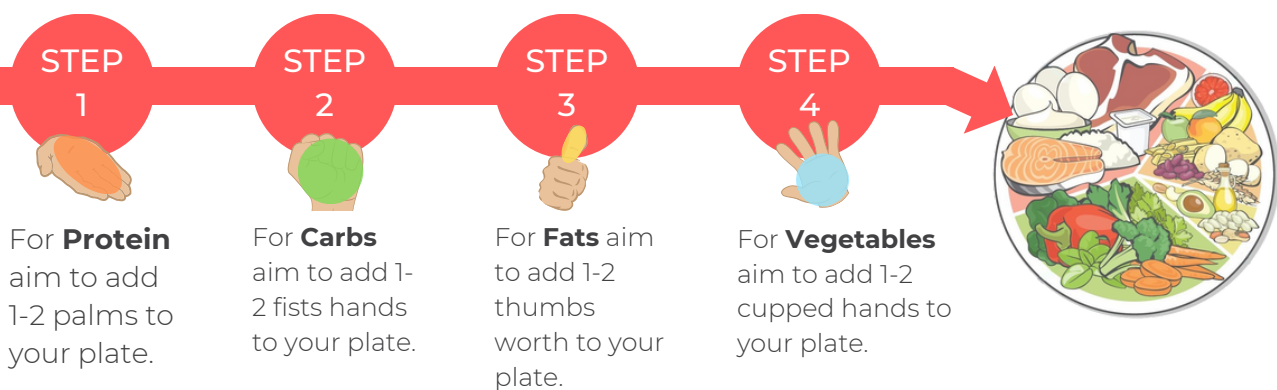 STEP
1
For Protein
aim to add
1-2 palms to
your plate.
STEP
2
For Carbs
aim to add 1-
2 fists hands
to your plate.
STEP
3
For Fats aim
to add 1-2
thumbs
worth to your
plate.
STEP
4
For Vegetables
aim to add 1-2
cupped hands to
your plate.